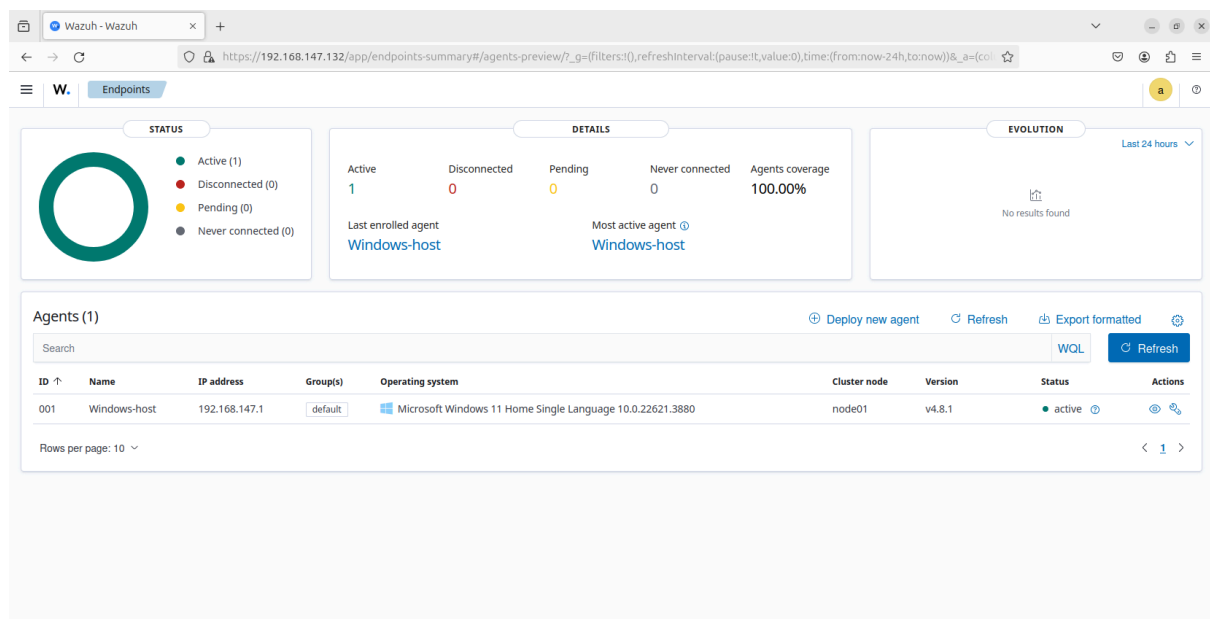 Wazuh - Wazuh
https://192.168.147.132/app/endpoints-summary#/agents-preview/?_g=(filters:!(),refreshInterval:(pause:!t,value:0),time:(from:now-24h,to:now))&_a=(col
W. Endpoints a
STATUS
Active (1)
Disconnected (0)
Pending (0)
Never connected (0)
DETAILS
Active Disconnected Pending Never connected Agents coverage
1 0 0 0 100.00%
Last enrolled agent Most active agent
Windows-host Windows-host
EVOLUTION
Last 24 hours
No results found
Agents (1) Deploy new agent Refresh Export formatted
Search WQL Refresh
ID Name IP address Group(s) Operating system Cluster node Version Status Actions
001 Windows-host 192.168.147.1 default Microsoft Windows 11 Home Single Language 10.0.22621.3880 node01 v4.8.1 active
Rows per page: 10 1